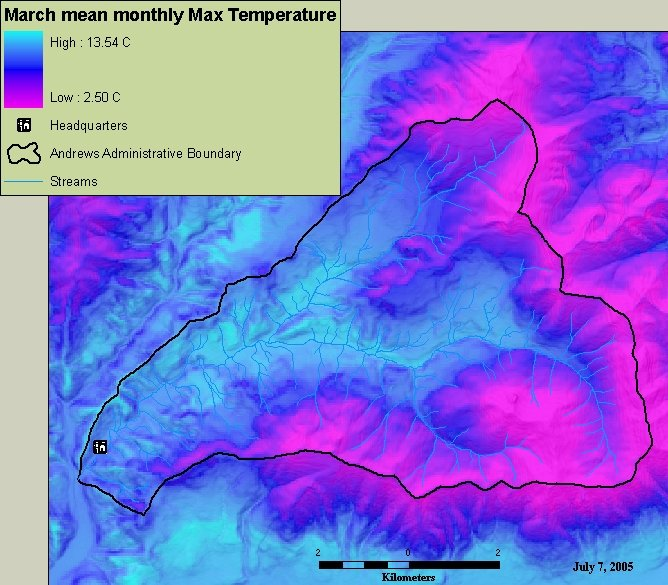 March mean monthly Max Temperature
High : 13.54 C
Low : 2.50 C
Headquarters
Andrews Administrative Boundary
Streams
2 0 2
Kilometers
July 7, 2005